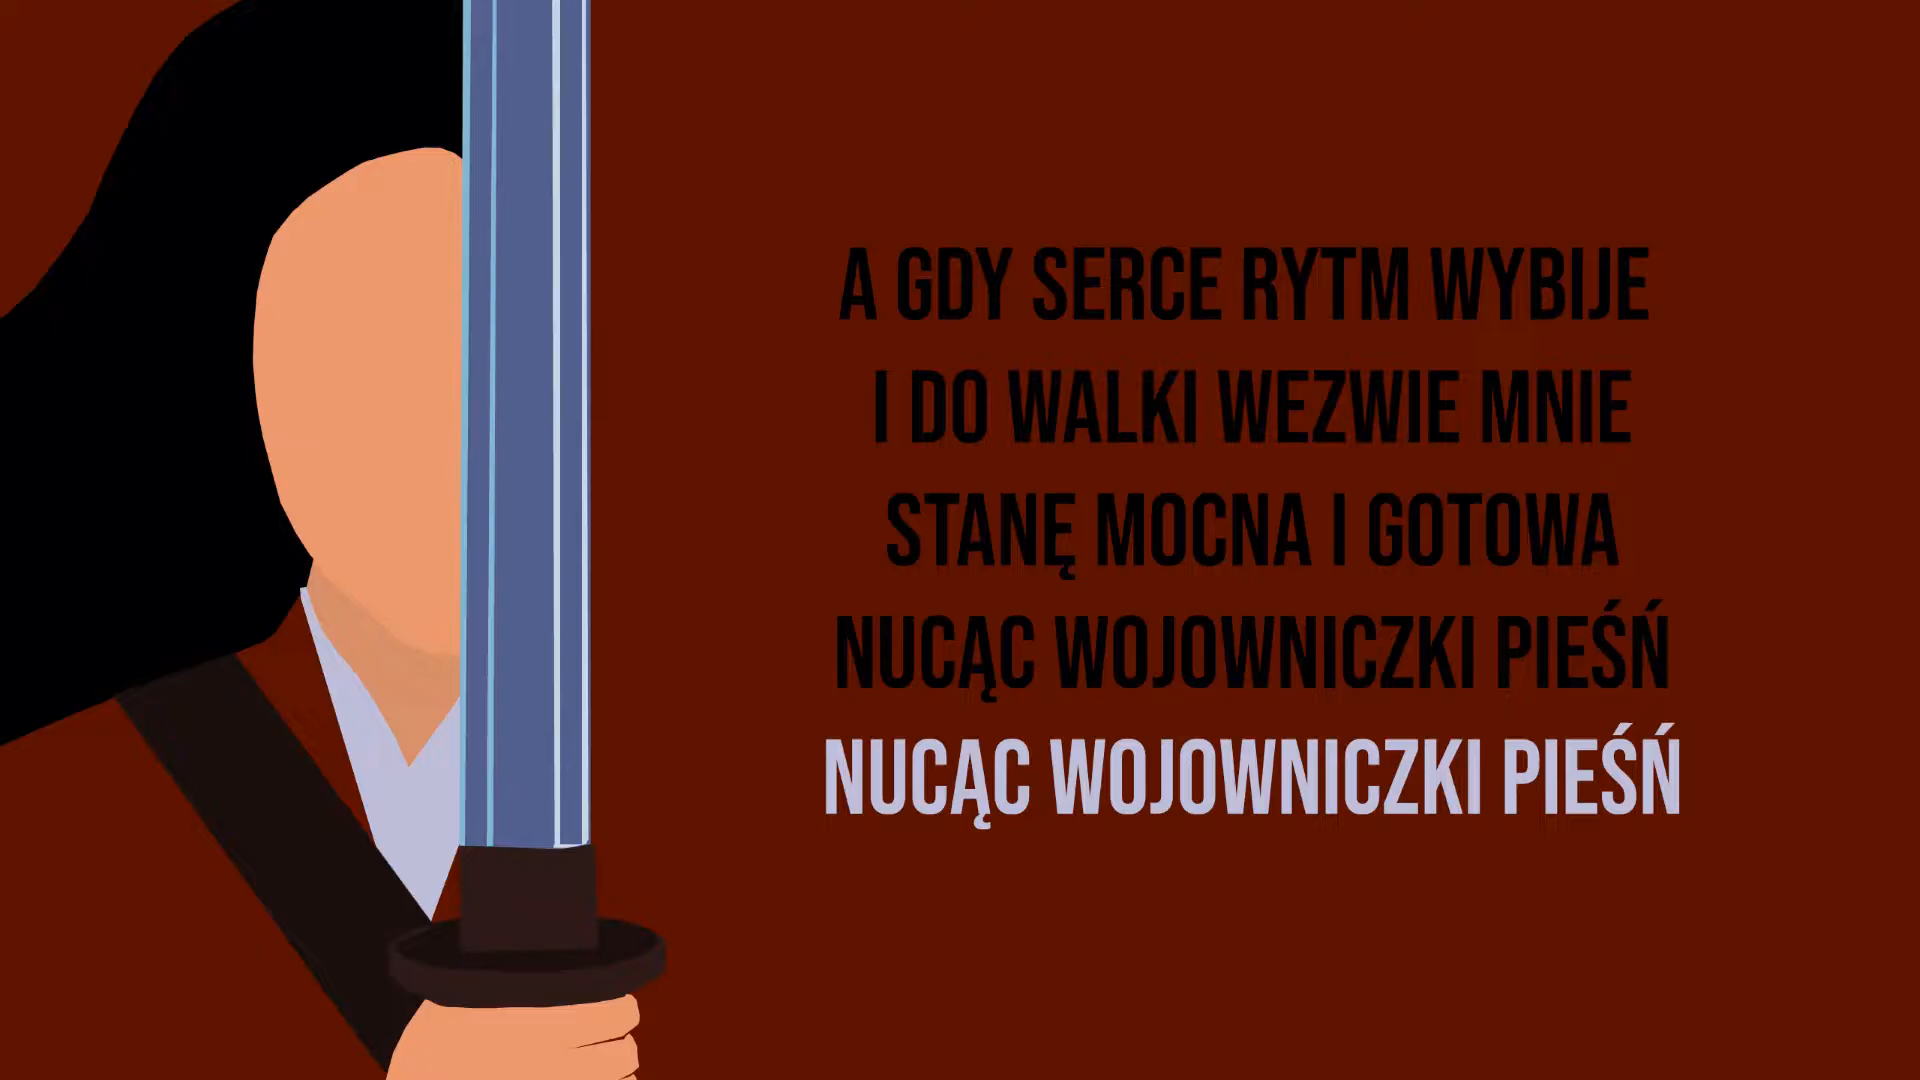 A GDY SERCE RYTM WYBIJE
I DO WALKI WEZWIE MNIE
STANĘ MOCNA I GOTOWA
NUCĄC WOJOWNICZKI PIEŚŃ
NUCĄC WOJOWNICZKI PIEŚŃ